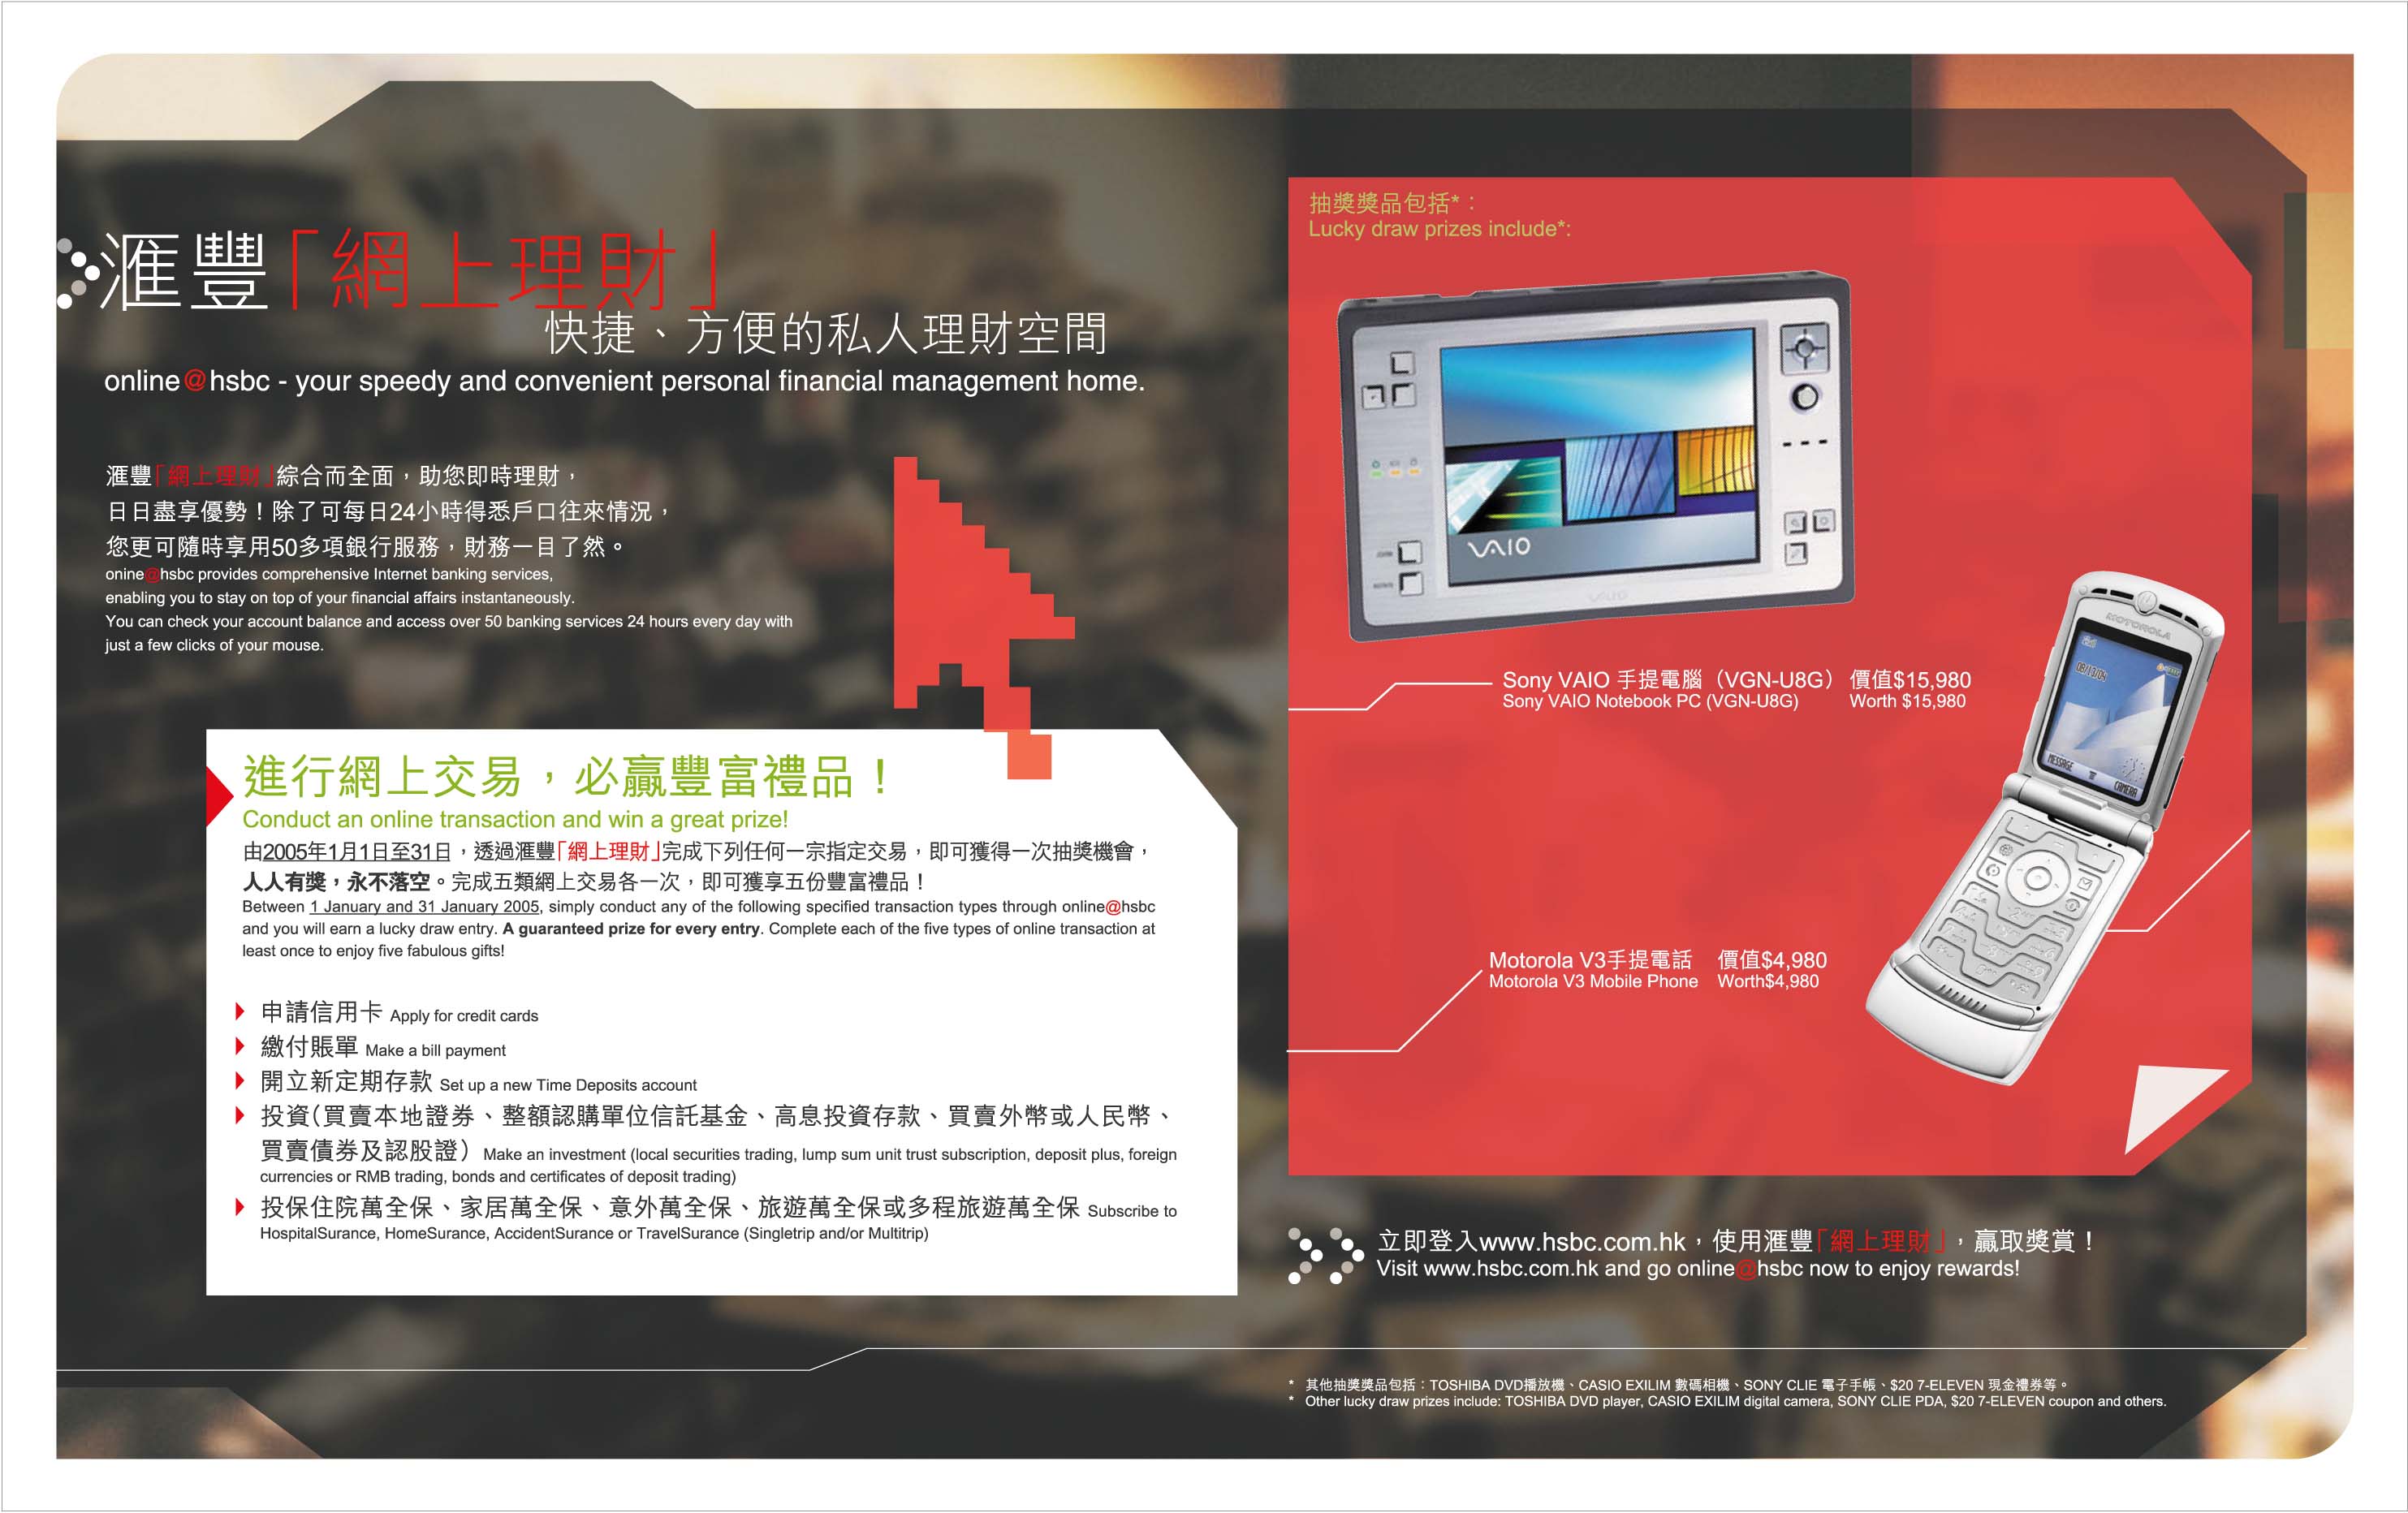 滙豐「網上理財」
快捷、方便的私人理財空間
online@hsbc - your speedy and convenient personal financial management home.
滙豐「網上理財」綜合而全面，助您即時理財，
日日盡享優勢！除了可每日24小時得悉戶口往來情況，
您更可隨時享用50多項銀行服務，財務一目了然。
onine@hsbc provides comprehensive Internet banking services,
enabling you to stay on top of your financial affairs instantaneously.
You can check your account balance and access over 50 banking services 24 hours every day with
just a few clicks of your mouse.
進行網上交易，必贏豐富禮品！
Conduct an online transaction and win a great prize!
由2005年1月1日至31日，透過滙豐「網上理財」完成下列任何一宗指定交易，即可獲得一次抽獎機會，
人人有獎，永不落空。完成五類網上交易各一次，即可獲享五份豐富禮品！
Between 1 January and 31 January 2005, simply conduct any of the following specified transaction types through online@hsbc
and you will earn a lucky draw entry. A guaranteed prize for every entry. Complete each of the five types of online transaction at
least once to enjoy five fabulous gifts!
申請信用卡 Apply for credit cards
繳付賬單 Make a bill payment
開立新定期存款 Set up a new Time Deposits account
投資（買賣本地證券、整額認購單位信託基金、高息投資存款、買賣外幣或人民幣、
買賣債券及認股證） Make an investment (local securities trading, lump sum unit trust subscription, deposit plus, foreign
currencies or RMB trading, bonds and certificates of deposit trading)
投保住院萬全保、家居萬全保、意外萬全保、旅遊萬全保或多程旅遊萬全保 Subscribe to
HospitalSurance, HomeSurance, AccidentSurance or TravelSurance (Singletrip and/or Multitrip)
抽獎獎品包括*：
Lucky draw prizes include*:
VAIO
Sony VAIO 手提電腦（VGN-U8G） 價值$15,980
Sony VAIO Notebook PC (VGN-U8G) Worth $15,980
MOTOROLA
08/13/04
MESSAGE
CAMERA
Motorola V3手提電話 價值$4,980
Motorola V3 Mobile Phone Worth$4,980
立即登入www.hsbc.com.hk，使用滙豐「網上理財」，贏取獎賞！
Visit www.hsbc.com.hk and go online@hsbc now to enjoy rewards!
* 其他抽獎獎品包括：TOSHIBA DVD播放機、CASIO EXILIM 數碼相機、SONY CLIE 電子手帳、$20 7-ELEVEN 現金禮券等。
* Other lucky draw prizes include: TOSHIBA DVD player, CASIO EXILIM digital camera, SONY CLIE PDA, $20 7-ELEVEN coupon and others.